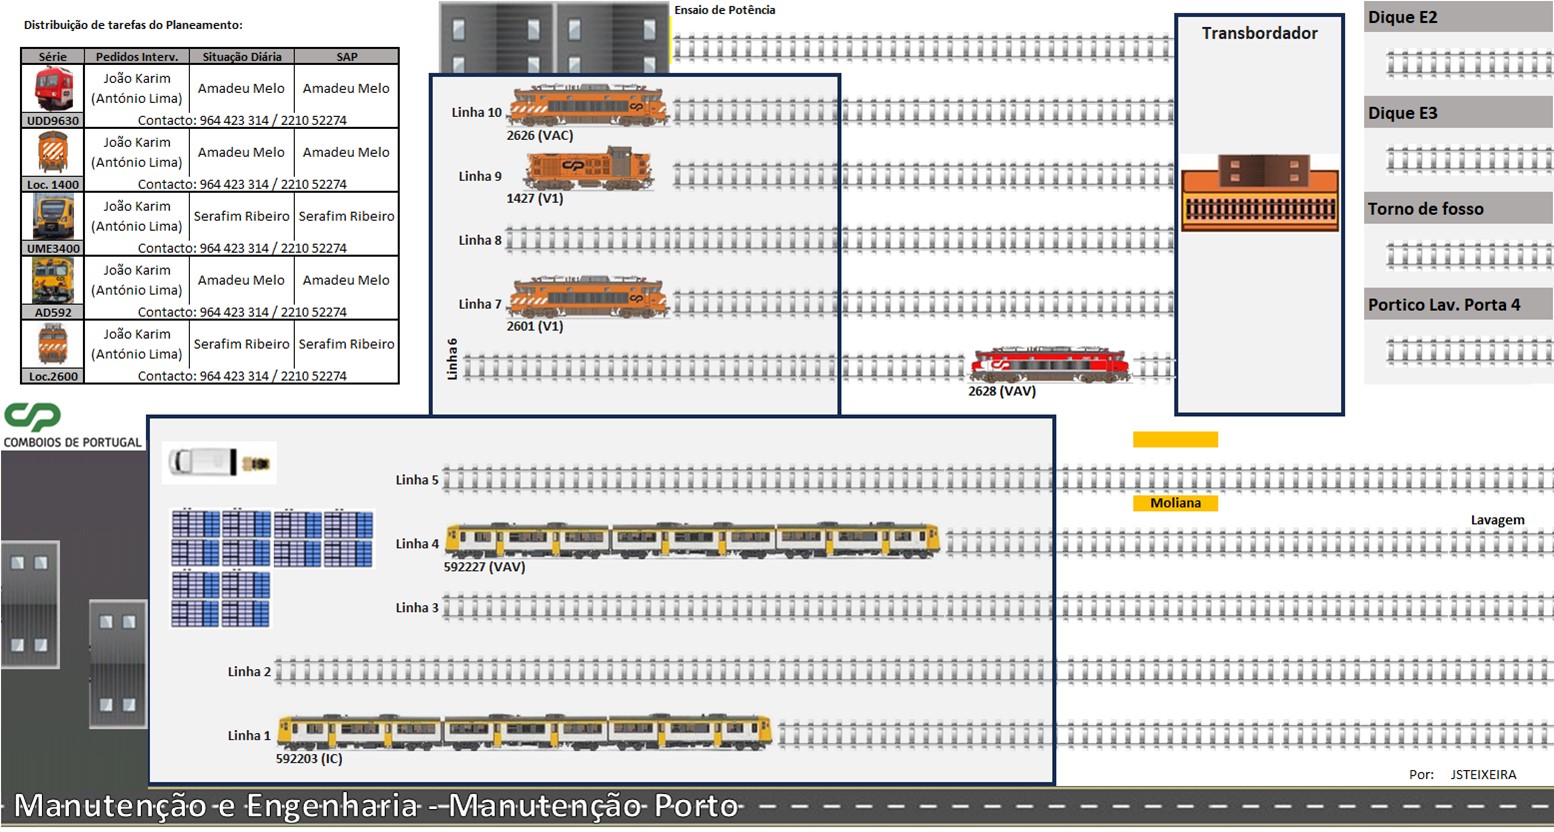 Distribuição de tarefas do Planeamento:
Série Pedidos Interv. Situação Diária SAP
João Karim
(António Lima) Amadeu Melo Amadeu Melo
UDD9630 Contacto: 964 423 314 / 2210 52274
João Karim
(António Lima) Amadeu Melo Amadeu Melo
Loc. 1400 Contacto: 964 423 314 / 2210 52274
João Karim
(António Lima) Serafim Ribeiro Serafim Ribeiro
UME3400 Contacto: 964 423 314 / 2210 52274
João Karim
(António Lima) Amadeu Melo Amadeu Melo
AD592 Contacto: 964 423 314 / 2210 52274
João Karim
(António Lima) Serafim Ribeiro Serafim Ribeiro
Loc.2600 Contacto: 964 423 314 / 2210 52274
CP
COMBOIOS DE PORTUGAL
Ensaio de Potência
Linha 10
2626 (VAC)
Linha 9
1427 (V1)
Linha 8
Linha 7
2601 (V1)
Linha 6
2628 (VAV)
Transbordador
Dique E2
Dique E3
Torno de fosso
Portico Lav. Porta 4
Linha 5
Moliana
Lavagem
Linha 4
592227 (VAV)
Linha 3
Linha 2
Linha 1
592203 (IC)
Por: JSTEIXEIRA
Manutenção e Engenharia - Manutenção Porto